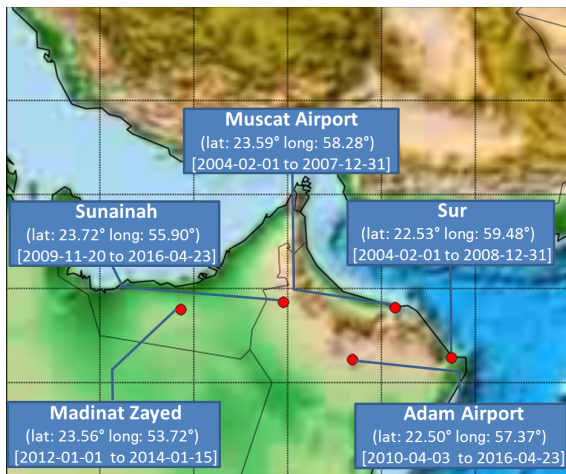 Muscat Airport
(lat: 23.59° long: 58.28°)
[2004-02-01 to 2007-12-31]
Sunainah
(lat: 23.72° long: 55.90°)
[2009-11-20 to 2016-04-23]
Sur
(lat: 22.53° long: 59.48°)
[2004-02-01 to 2008-12-31]
Madinat Zayed
(lat: 23.56° long: 53.72°)
[2012-01-01 to 2014-01-15]
Adam Airport
(lat: 22.50° long: 57.37°)
[2010-04-03 to 2016-04-23]